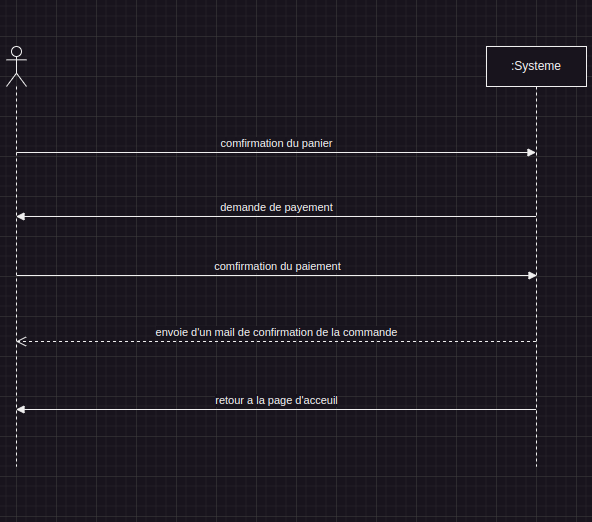 :Systeme
comfirmation du panier
demande de payement
comfirmation du paiement
envoie d'un mail de confirmation de la commande
retour a la page d'acceuil